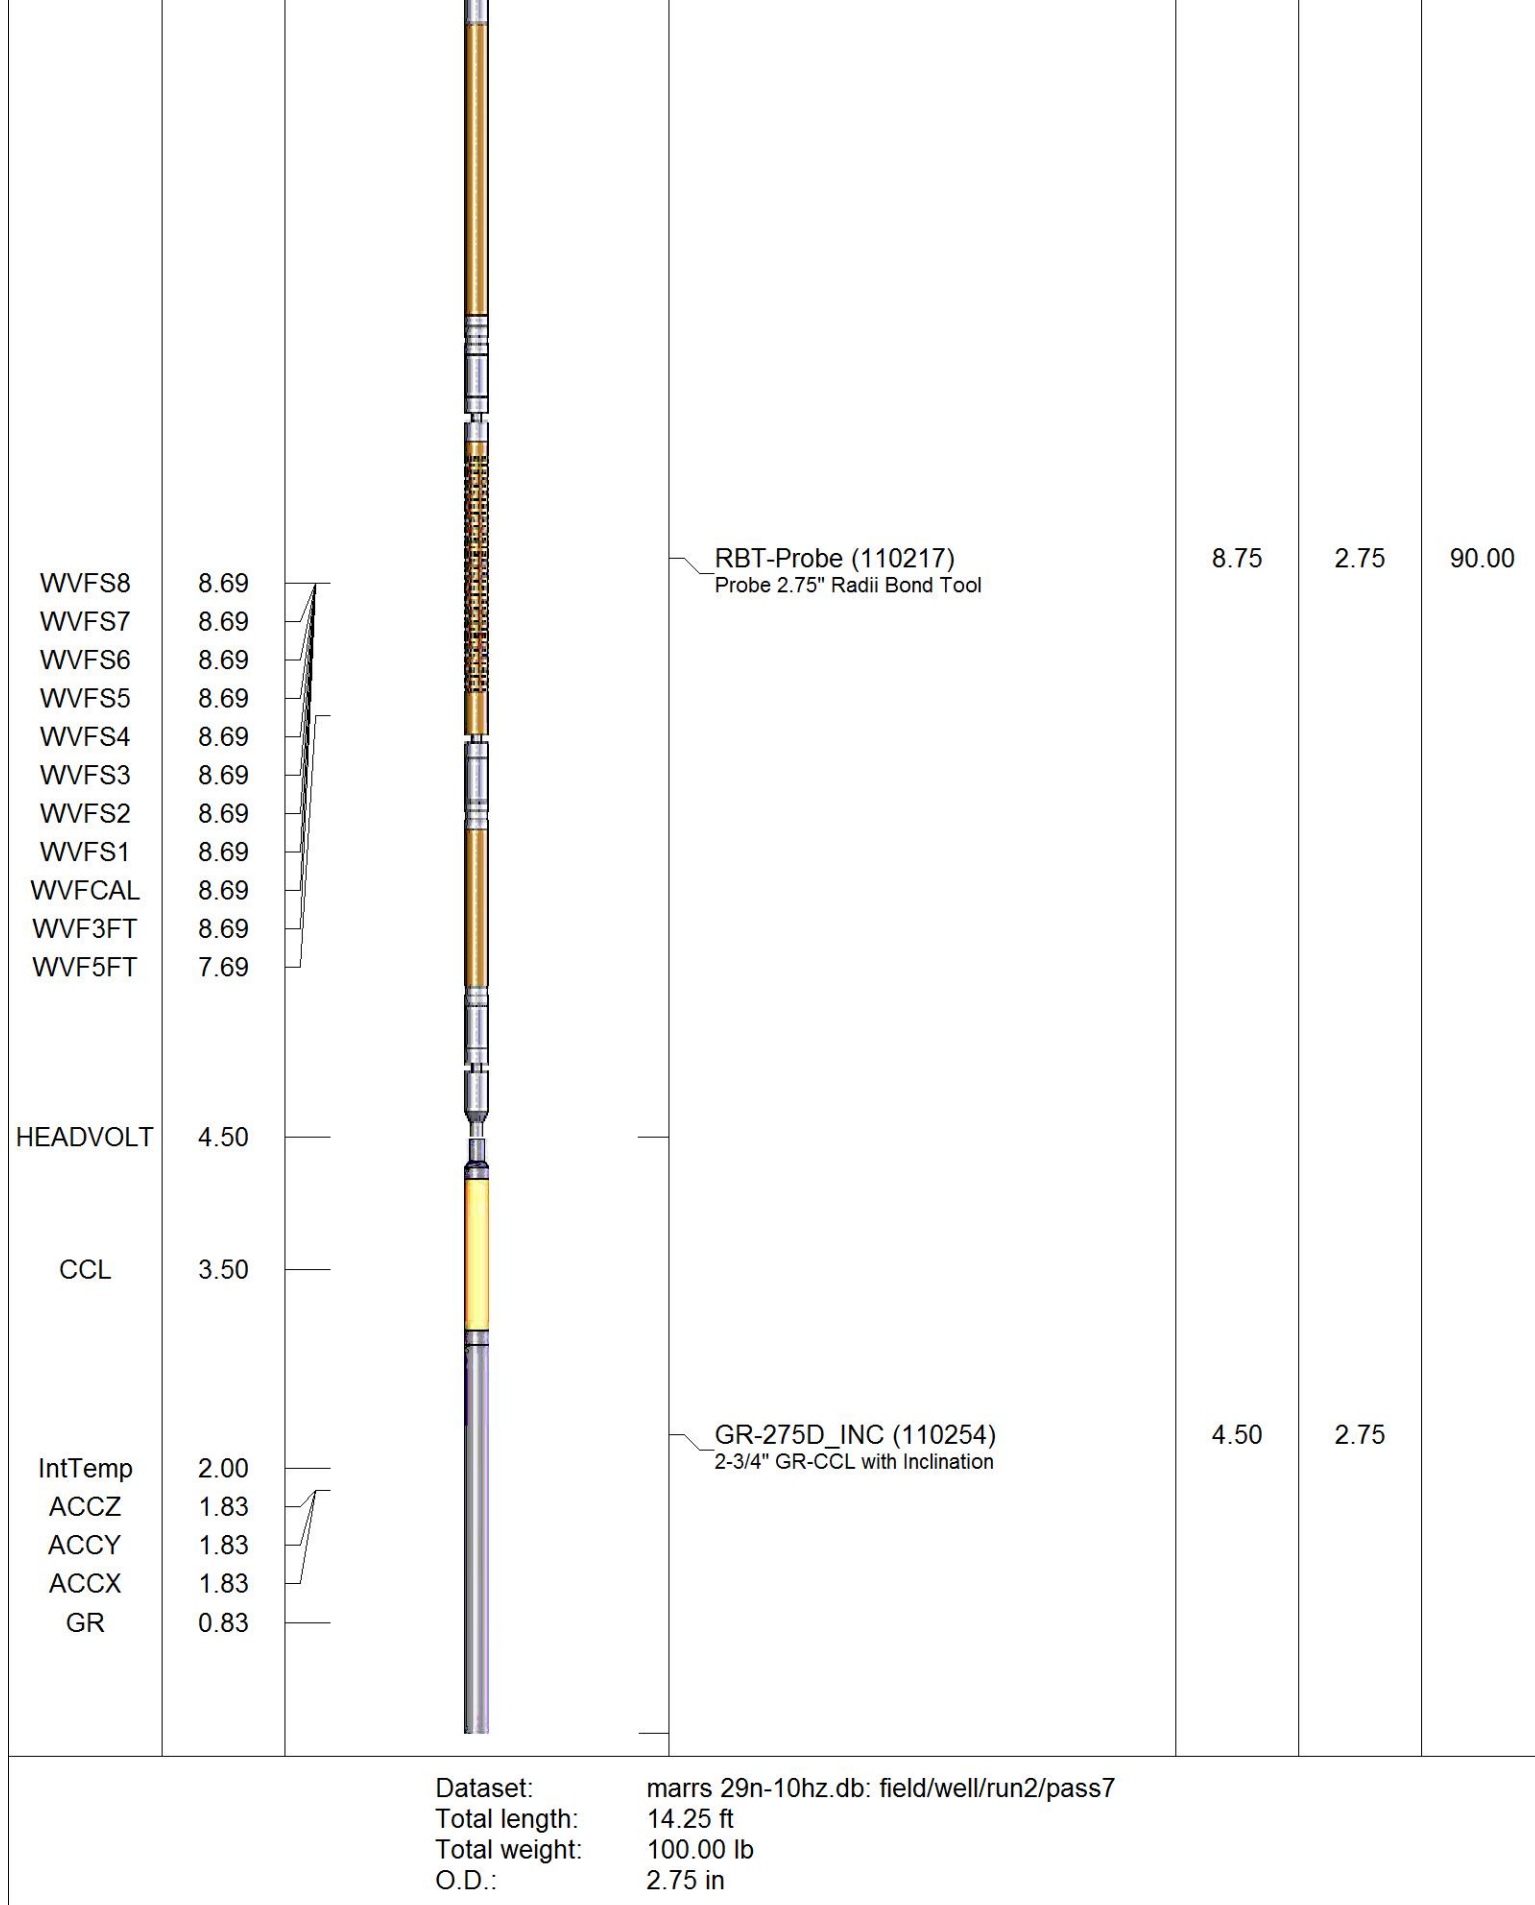 RBT-Probe (110217) 8.75 2.75 90.00
Probe 2.75" Radii Bond Tool
WVFS8 8.69
WVFS7 8.69
WVFS6 8.69
WVFS5 8.69
WVFS4 8.69
WVFS3 8.69
WVFS2 8.69
WVFS1 8.69
WVFCAL 8.69
WVF3FT 8.69
WVF5FT 7.69
HEADVOLT 4.50
CCL 3.50
GR-275D_INC (110254) 4.50 2.75
2-3/4" GR-CCL with Inclination
IntTemp 2.00
ACCZ 1.83
ACCY 1.83
ACCX 1.83
GR 0.83
Dataset: marrs 29n-10hz.db: field/well/run2/pass7
Total length: 14.25 ft
Total weight: 100.00 lb
O.D.: 2.75 in